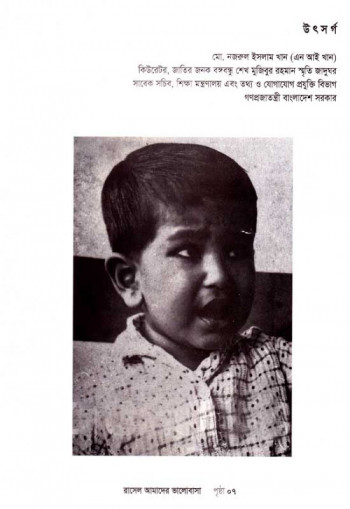 উৎসর্গ
মো. নজরুল ইসলাম খান (এন আই খান)
কিউরেটর, জাতির জনক বঙ্গবন্ধু শেখ মুজিবুর রহমান স্মৃতি জাদুঘর
সাবেক সচিব, শিক্ষা মন্ত্রণালয় এবং তথ্য ও যোগাযোগ প্রযুক্তি বিভাগ
গণপ্রজাতন্ত্রী বাংলাদেশ সরকার
রাসেল আমাদের ভালোবাসা পৃষ্ঠা ০৭